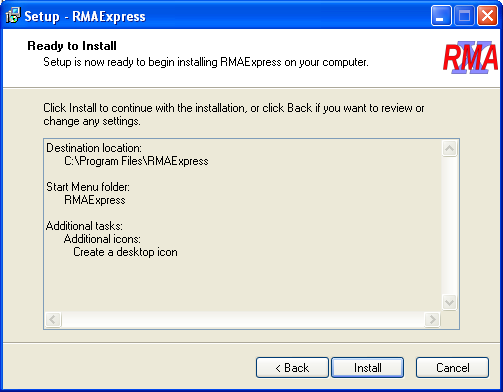 Setup - RMAExpress
Ready to Install
Setup is now ready to begin installing RMAExpress on your computer.
RMA
Click Install to continue with the installation, or click Back if you want to review or
change any settings.
Destination location:
C:\Program Files\RMAExpress
Start Menu folder:
RMAExpress
Additional tasks:
Additional icons:
Create a desktop icon
< Back
Install
Cancel